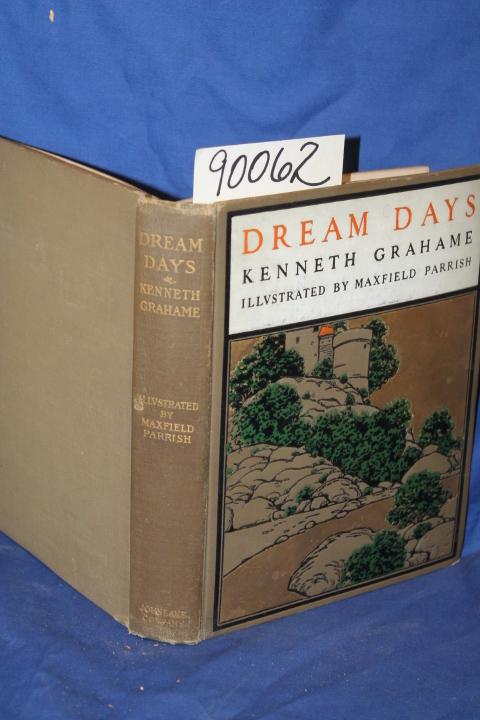 90062
DREAM DAYS
KENNETH GRAHAME
ILLVSTRATED BY MAXFIELD PARRISH
DREAM
DAYS
KENNETH
GRAHAME
ILLVSTRATED
BY
MAXFIELD
PARRISH
JOHN LANE
COMPANY